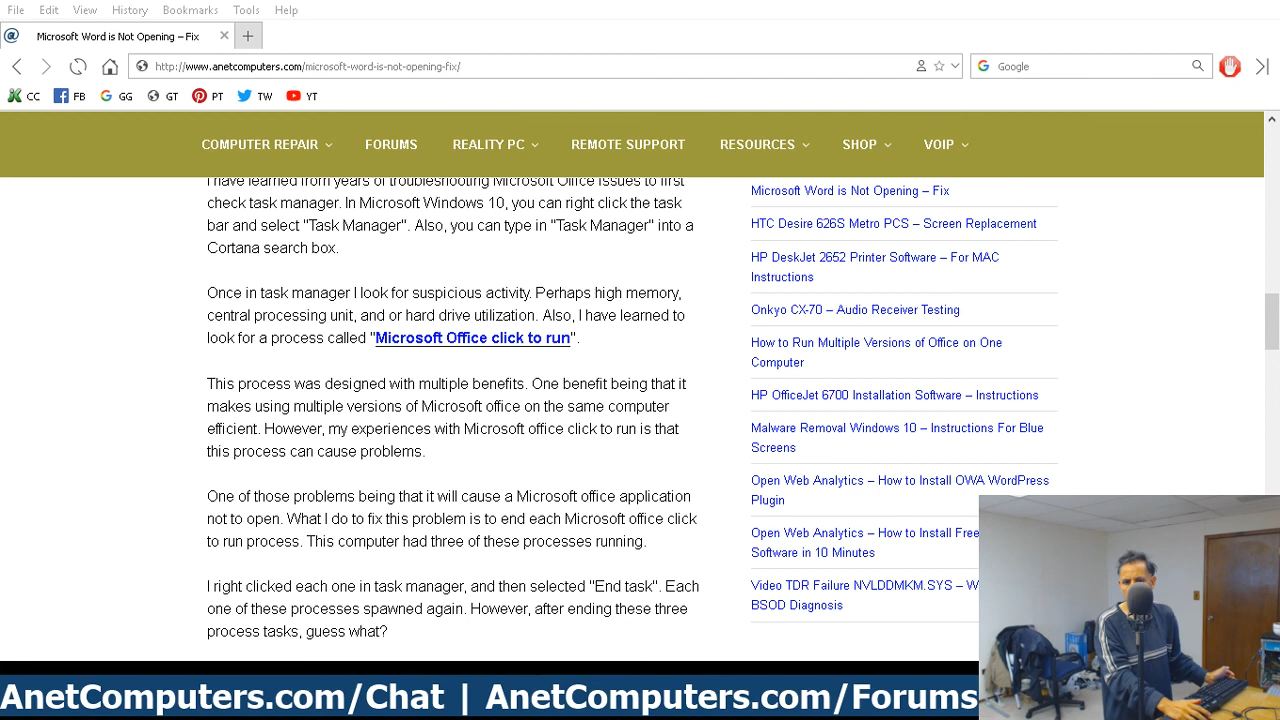 File Edit View History Bookmarks Tools Help
Microsoft Word is Not Opening – Fix
http://www.anetcomputers.com/microsoft-word-is-not-opening-fix/
Google
CC FB GG GT PT TW YT
COMPUTER REPAIR FORUMS REALITY PC REMOTE SUPPORT RESOURCES SHOP VOIP
I have learned from years of troubleshooting Microsoft Office issues to first
check task manager. In Microsoft Windows 10, you can right click the task
bar and select "Task Manager". Also, you can type in "Task Manager" into a
Cortana search box.
Once in task manager I look for suspicious activity. Perhaps high memory,
central processing unit, and or hard drive utilization. Also, I have learned to
look for a process called "Microsoft Office click to run".
This process was designed with multiple benefits. One benefit being that it
makes using multiple versions of Microsoft office on the same computer
efficient. However, my experiences with Microsoft office click to run is that
this process can cause problems.
One of those problems being that it will cause a Microsoft office application
not to open. What I do to fix this problem is to end each Microsoft office click
to run process. This computer had three of these processes running.
I right clicked each one in task manager, and then selected "End task". Each
one of these processes spawned again. However, after ending these three
process tasks, guess what?
Microsoft Word is Not Opening – Fix
HTC Desire 626S Metro PCS – Screen Replacement
HP DeskJet 2652 Printer Software – For MAC
Instructions
Onkyo CX-70 – Audio Receiver Testing
How to Run Multiple Versions of Office on One
Computer
HP OfficeJet 6700 Installation Software – Instructions
Malware Removal Windows 10 – Instructions For Blue
Screens
Open Web Analytics – How to Install OWA WordPress
Plugin
Open Web Analytics – How to Install Free
Software in 10 Minutes
Video TDR Failure NVLDDMKM.SYS –
BSOD Diagnosis
AnetComputers.com/Chat | AnetComputers.com/Forums